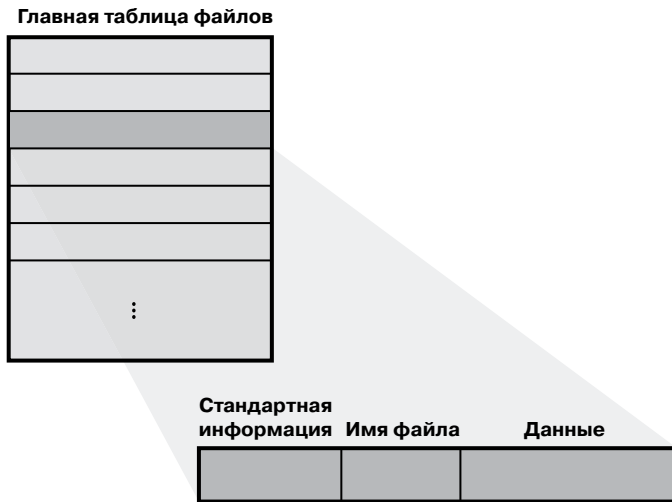 Главная таблица файлов
Стандартная
информация Имя файла Данные